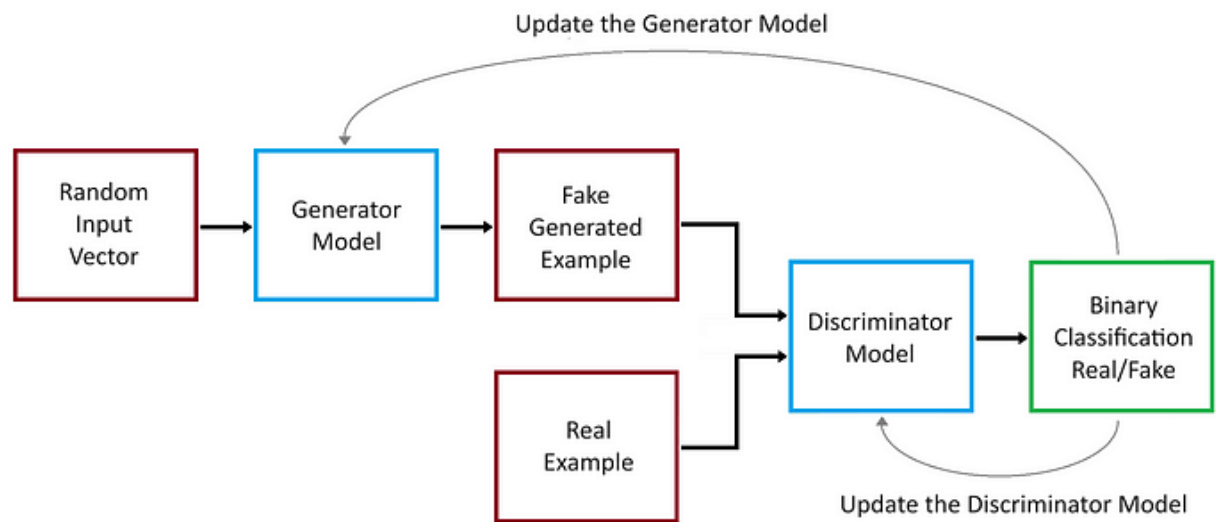 Update the Generator Model
Random
Input
Vector
Generator
Model
Fake
Generated
Example
Real
Example
Discriminator
Model
Binary
Classification
Real/Fake
Update the Discriminator Model